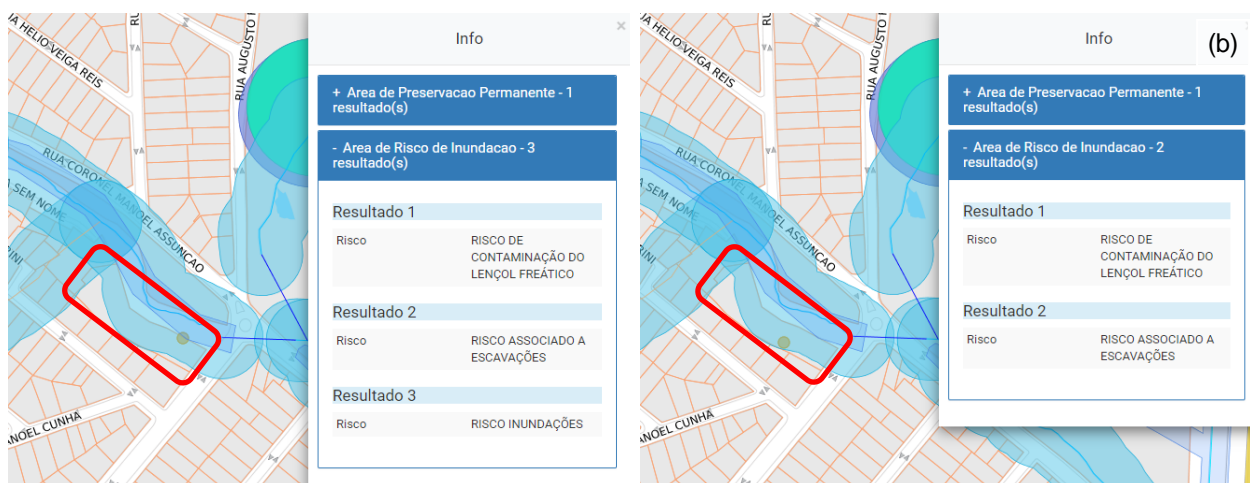 RUA HELIO VEIGA REIS
RUA AUGUSTO
RUA CORONEL MANOEL ASSUNCAO
A SEM NOME
RINI
ANOEL CUNHA
Info
×
+ Area de Preservacao Permanente - 1
resultado(s)
- Area de Risco de Inundacao - 3
resultado(s)
Resultado 1
Risco
RISCO DE
CONTAMINAÇÃO DO
LENÇOL FREÁTICO
Resultado 2
Risco
RISCO ASSOCIADO A
ESCAVAÇÕES
Resultado 3
Risco
RISCO INUNDAÇÕES
A HELIO VEIGA REIS
RUA AUGUSTO
RUA CORONEL MANOEL ASSUNCAO
A SEM NOME
RINI
NOEL CUNHA
Info
(b)
+ Area de Preservacao Permanente - 1
resultado(s)
- Area de Risco de Inundacao - 2
resultado(s)
Resultado 1
Risco
RISCO DE
CONTAMINAÇÃO DO
LENÇOL FREÁTICO
Resultado 2
Risco
RISCO ASSOCIADO A
ESCAVAÇÕES